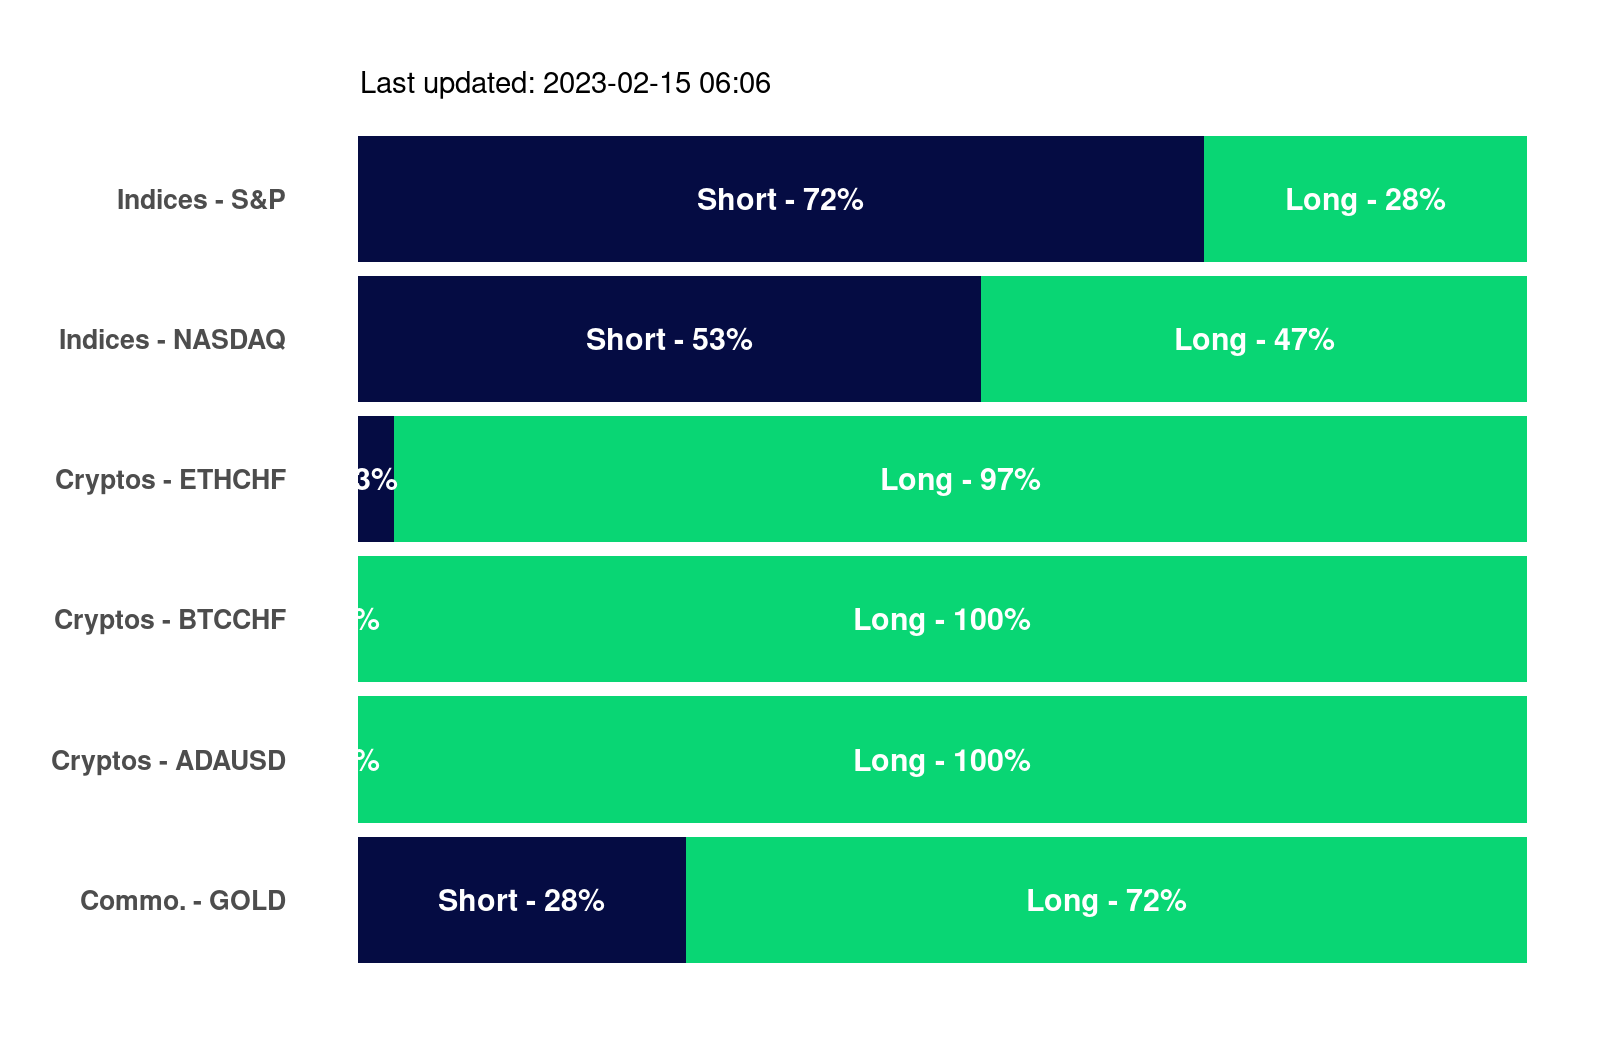 Last updated: 2023-02-15 06:06
Indices - S&P Short - 72% Long - 28%
Indices - NASDAQ Short - 53% Long - 47%
Cryptos - ETHCHF 3% Long - 97%
Cryptos - BTCCHF % Long - 100%
Cryptos - ADAUSD % Long - 100%
Commo. - GOLD Short - 28% Long - 72%